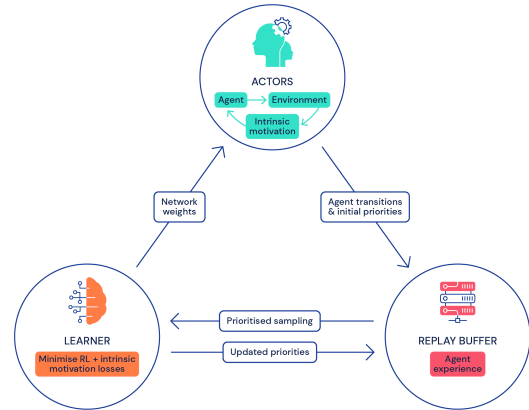 ACTORS
Agent
Environment
Intrinsic
motivation
Network
weights
Agent transitions
& initial priorities
Prioritised sampling
Updated priorities
LEARNER
Minimise RL + intrinsic
motivation losses
REPLAY BUFFER
Agent
experience